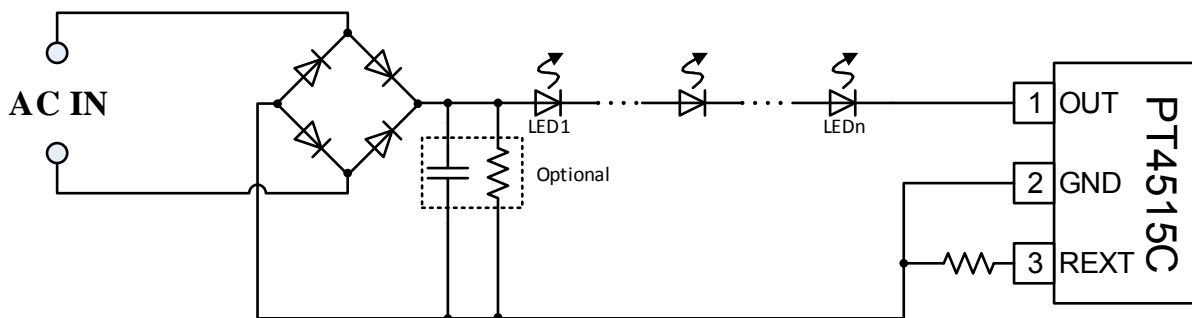 AC IN
LED1
LEDn
Optional
1 OUT
2 GND
3 REXT
PT4515C